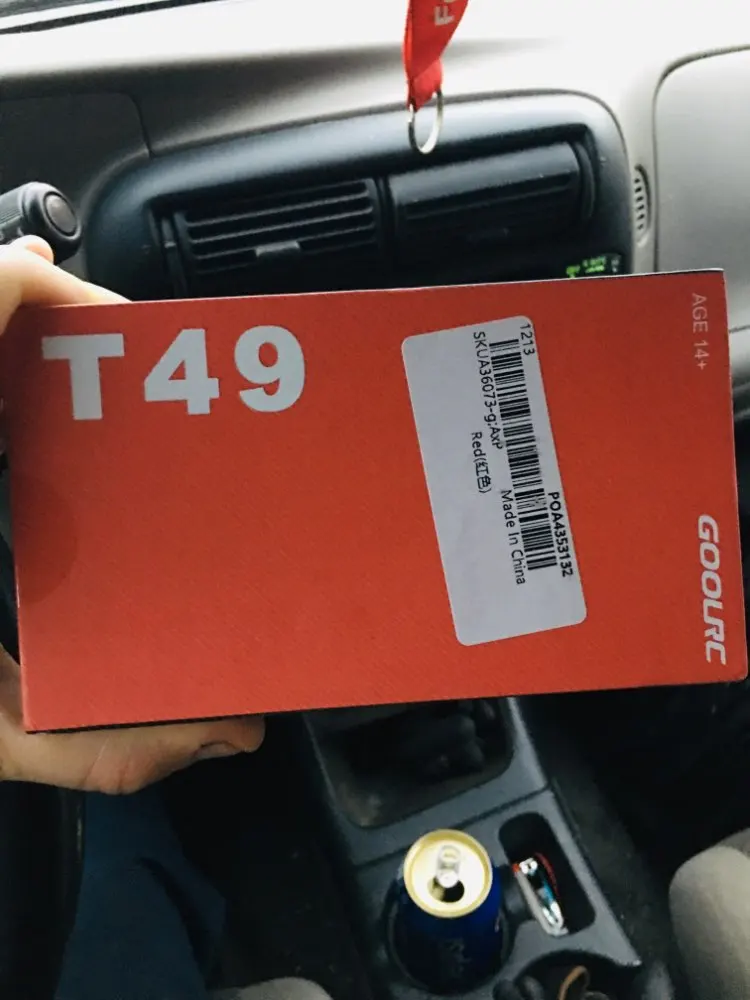 T49
AGE 14+
1213
SKUA36073-g;AxP
Red(红色)
POA4353132
Made In China
GOOLRC